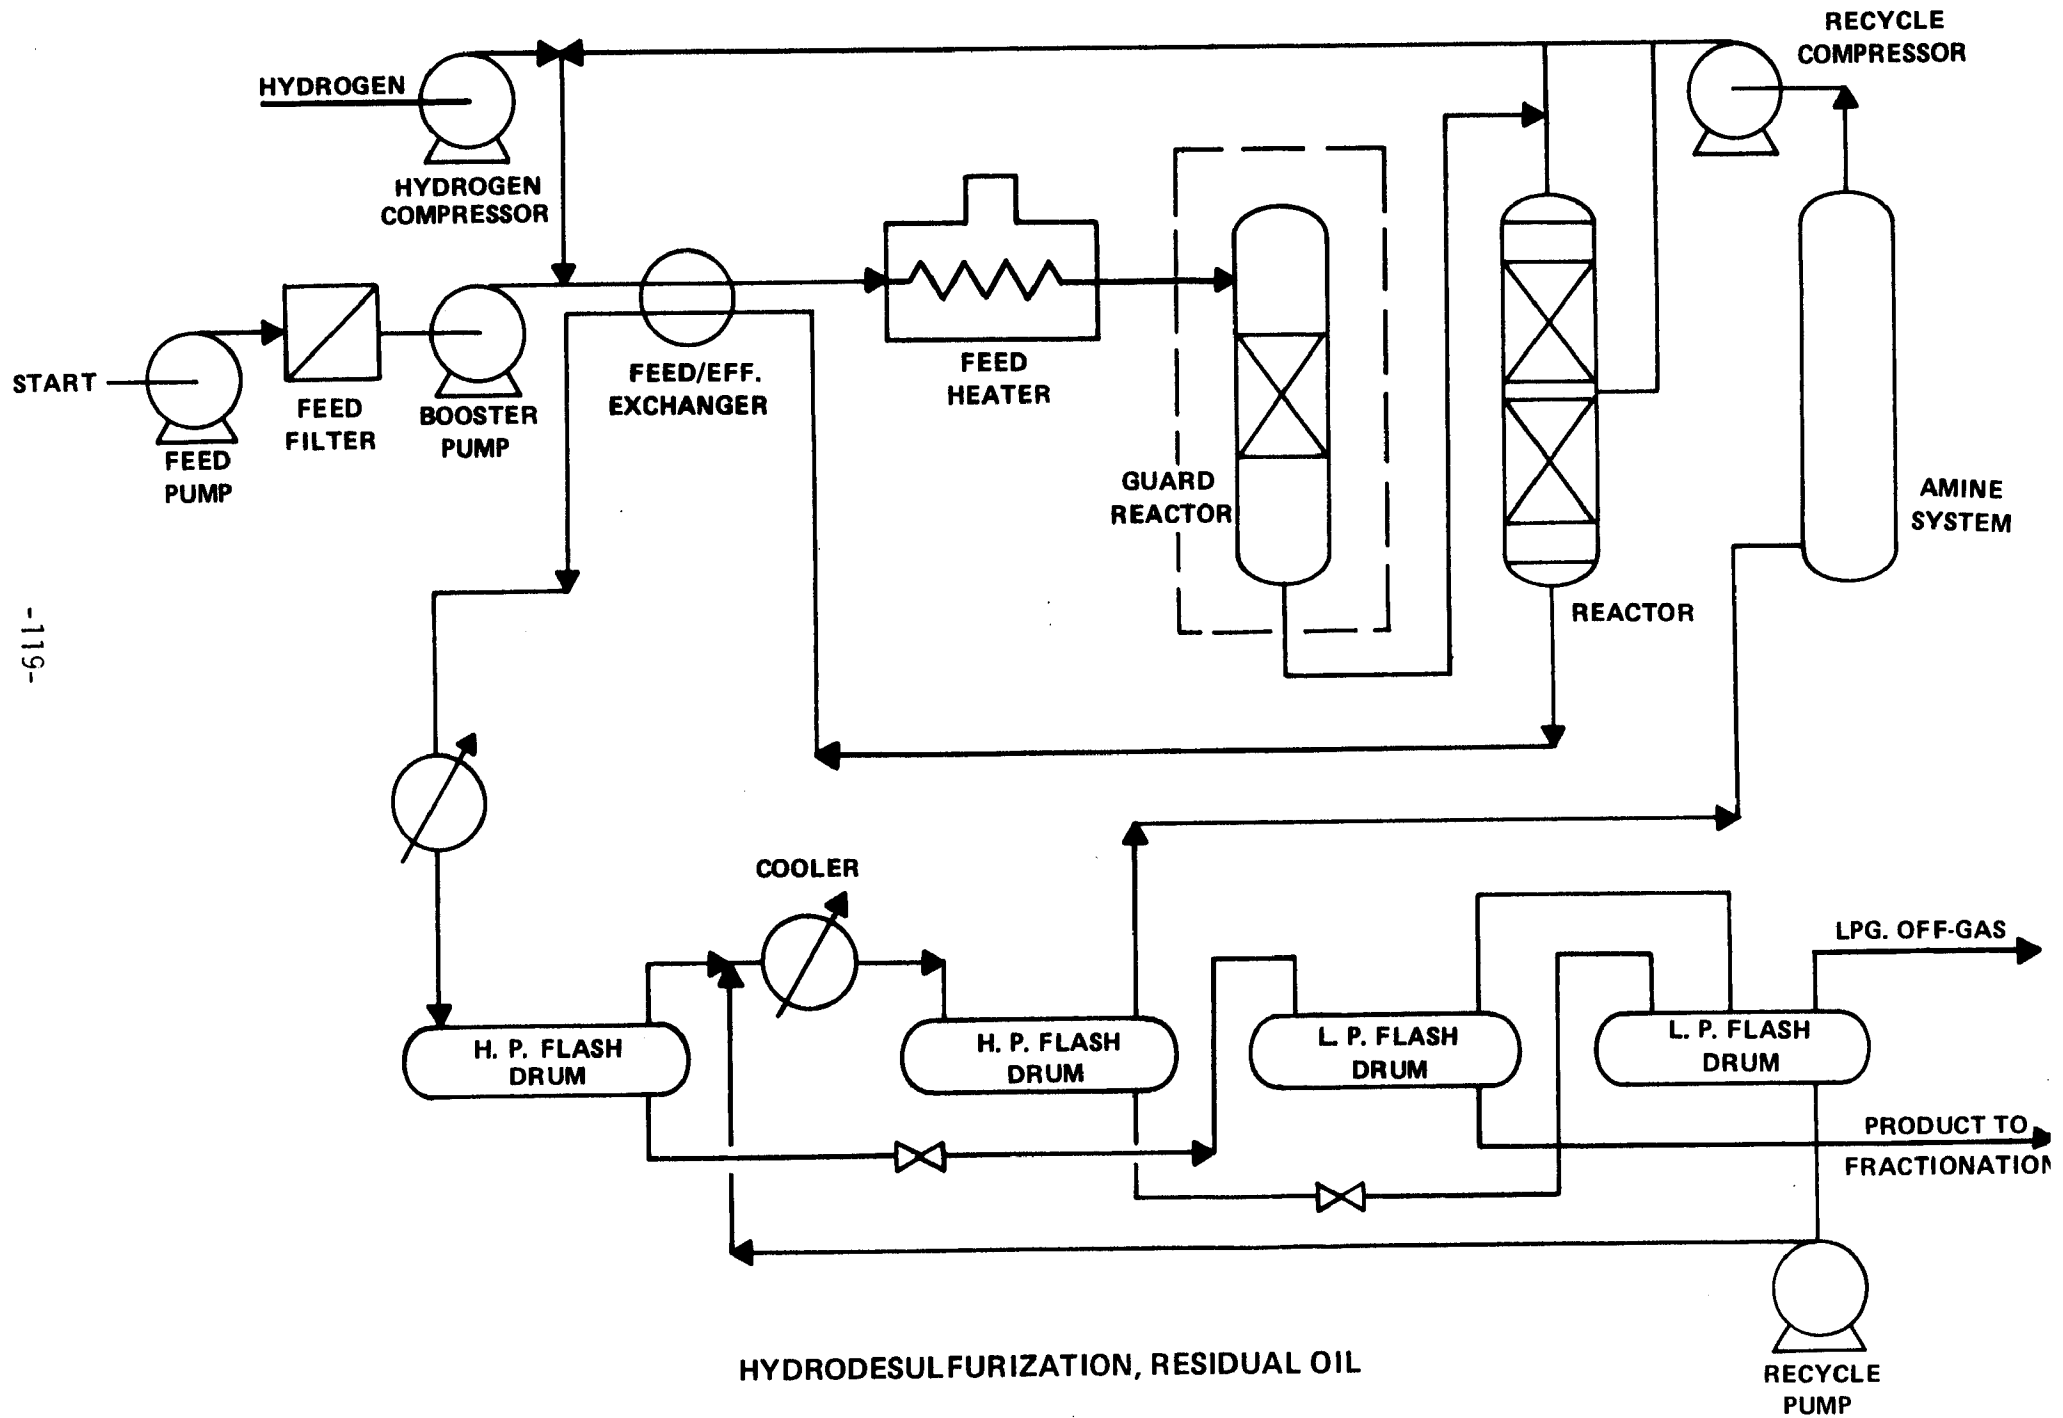 RECYCLE
COMPRESSOR
HYDROGEN
HYDROGEN
COMPRESSOR
START
FEED
PUMP
FEED
FILTER
BOOSTER
PUMP
FEED/EFF.
EXCHANGER
FEED
HEATER
GUARD
REACTOR
REACTOR
AMINE
SYSTEM
-119-
COOLER
H. P. FLASH
DRUM
H. P. FLASH
DRUM
L. P. FLASH
DRUM
L. P. FLASH
DRUM
LPG. OFF-GAS
PRODUCT TO
FRACTIONATION
RECYCLE
PUMP
HYDRODESULFURIZATION, RESIDUAL OIL